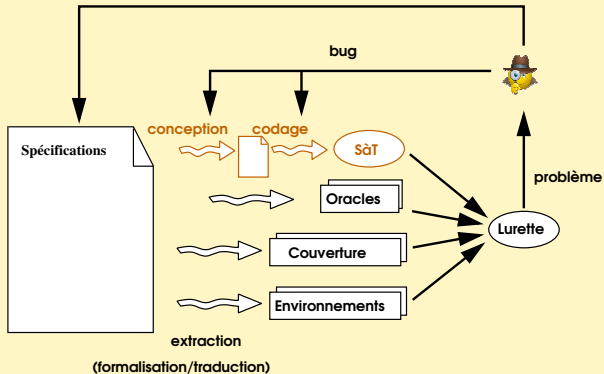 bug
conception
codage
Spécifications
SàT
problème
Oracles
Lurette
Couverture
Environnements
extraction
(formalisation/traduction)